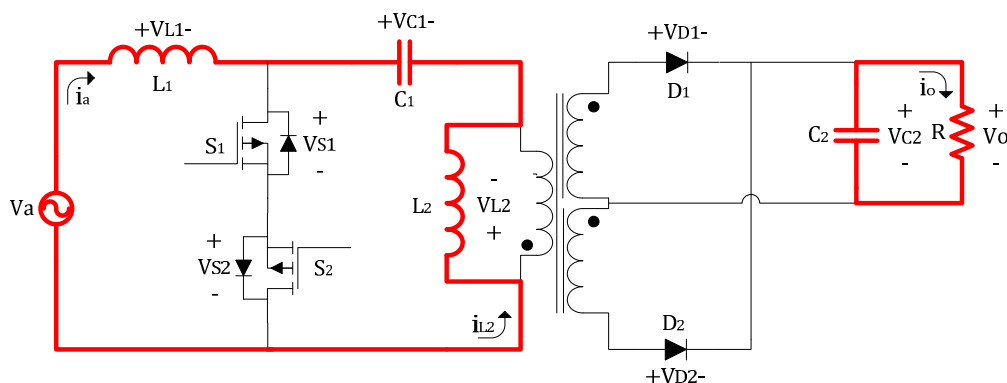 +VL1-
L1
ia
Va
+VC1-
C1
S1
+
VS1
-
+
VS2
-
S2
L2
-
VL2
+
iL2
+VD1-
D1
D2
+VD2-
C2
+
VC2
-
io
R
+
Vo
-